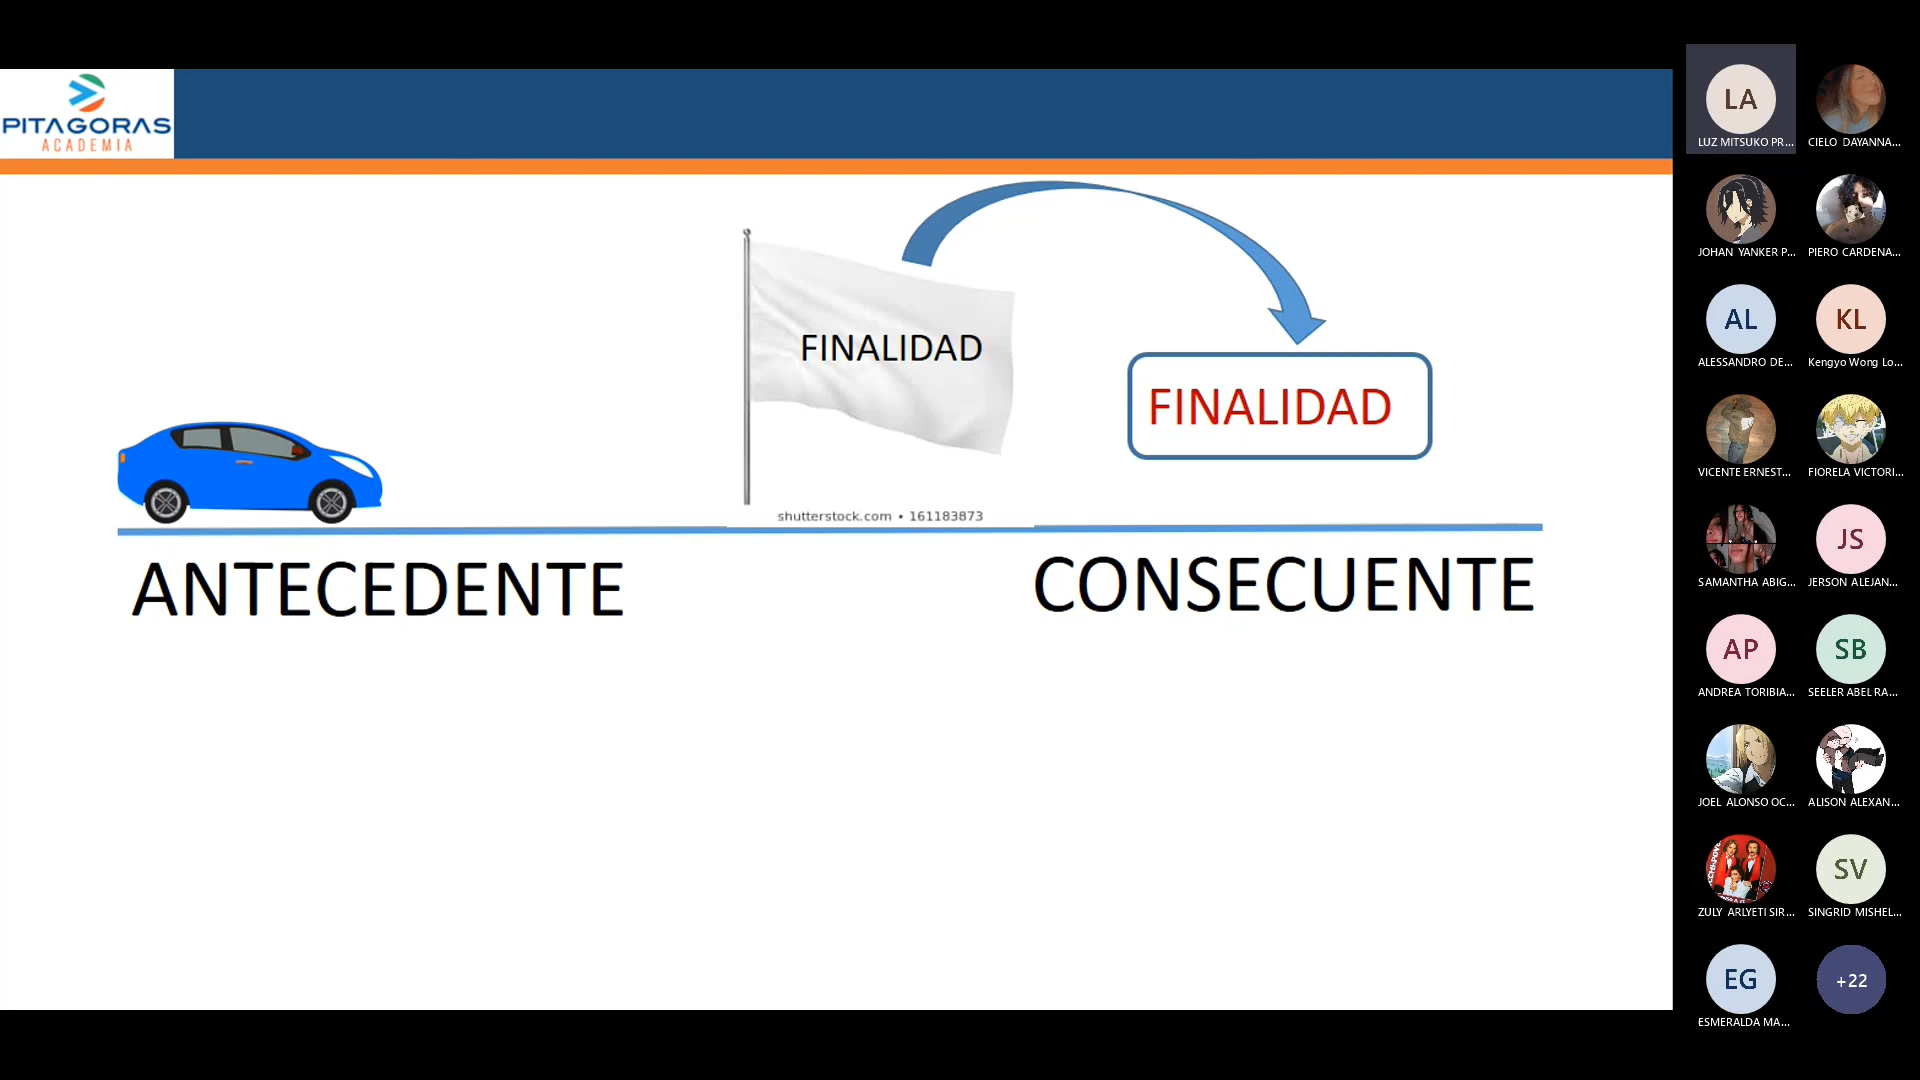 PITAGORAS
ACADEMIA
FINALIDAD
FINALIDAD
shutterstock.com • 161183873
ANTECEDENTE
CONSECUENTE
LA
LUZ MITSUKO PR...
CIELO DAYANNA...
JOHAN YANKER P...
PIERO CARDENA...
AL
ALESSANDRO DE...
KL
Kengyo Wong Lo...
VICENTE ERNEST...
FIORELA VICTORI...
SAMANTHA ABIG...
JS
JERSON ALEJAN...
AP
ANDREA TORIBIA...
SB
SEELER ABEL RA...
JOEL ALONSO OC...
ALISON ALEXAN...
ZULY ARLYETI SIR...
SV
SINGRID MISHEL...
EG
ESMERALDA MA...
+22